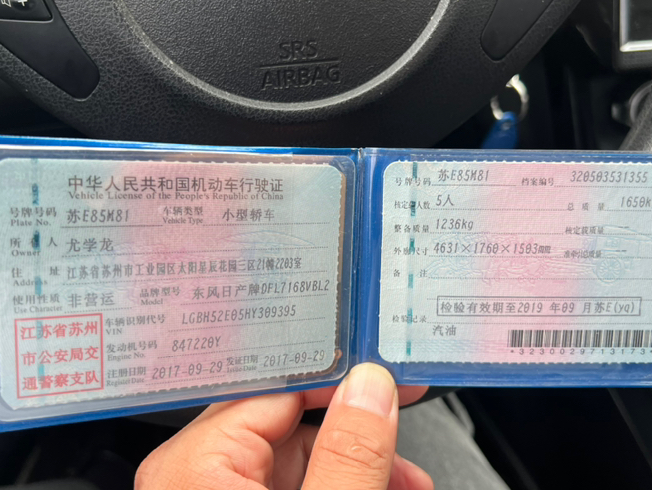 SRS
AIRBAG
中华人民共和国机动车行驶证
Vehicle License of the People's Republic of China
号牌号码 苏E85M81 车辆类型 小型轿车
Plate No. Vehicle Type
所有人 尤学龙
Owner
住址 江苏省苏州市工业园区太阳星辰花园三区21幢2203室
Address
使用性质 非营运 品牌型号 东风日产牌DFL7168VBL2
Use Character Model
江苏省苏州
市公安局交
通警察支队
车辆识别代号 LGBH52E05HY309395
VIN
发动机号码 847220Y
Engine No.
注册日期 2017-09-29 发证日期 2017-09-29
Register Date Issue Date
号牌号码 苏E85M81 档案编号 320503531355
核定载人数 5人 总质量 1650k
整备质量 1236kg 核定载质量
外廓尺寸 4631×1760×1503mm 准牵引总质量
备注
检验有效期至2019年09月苏E(yq)
检验记录
汽油
*3230029713173*